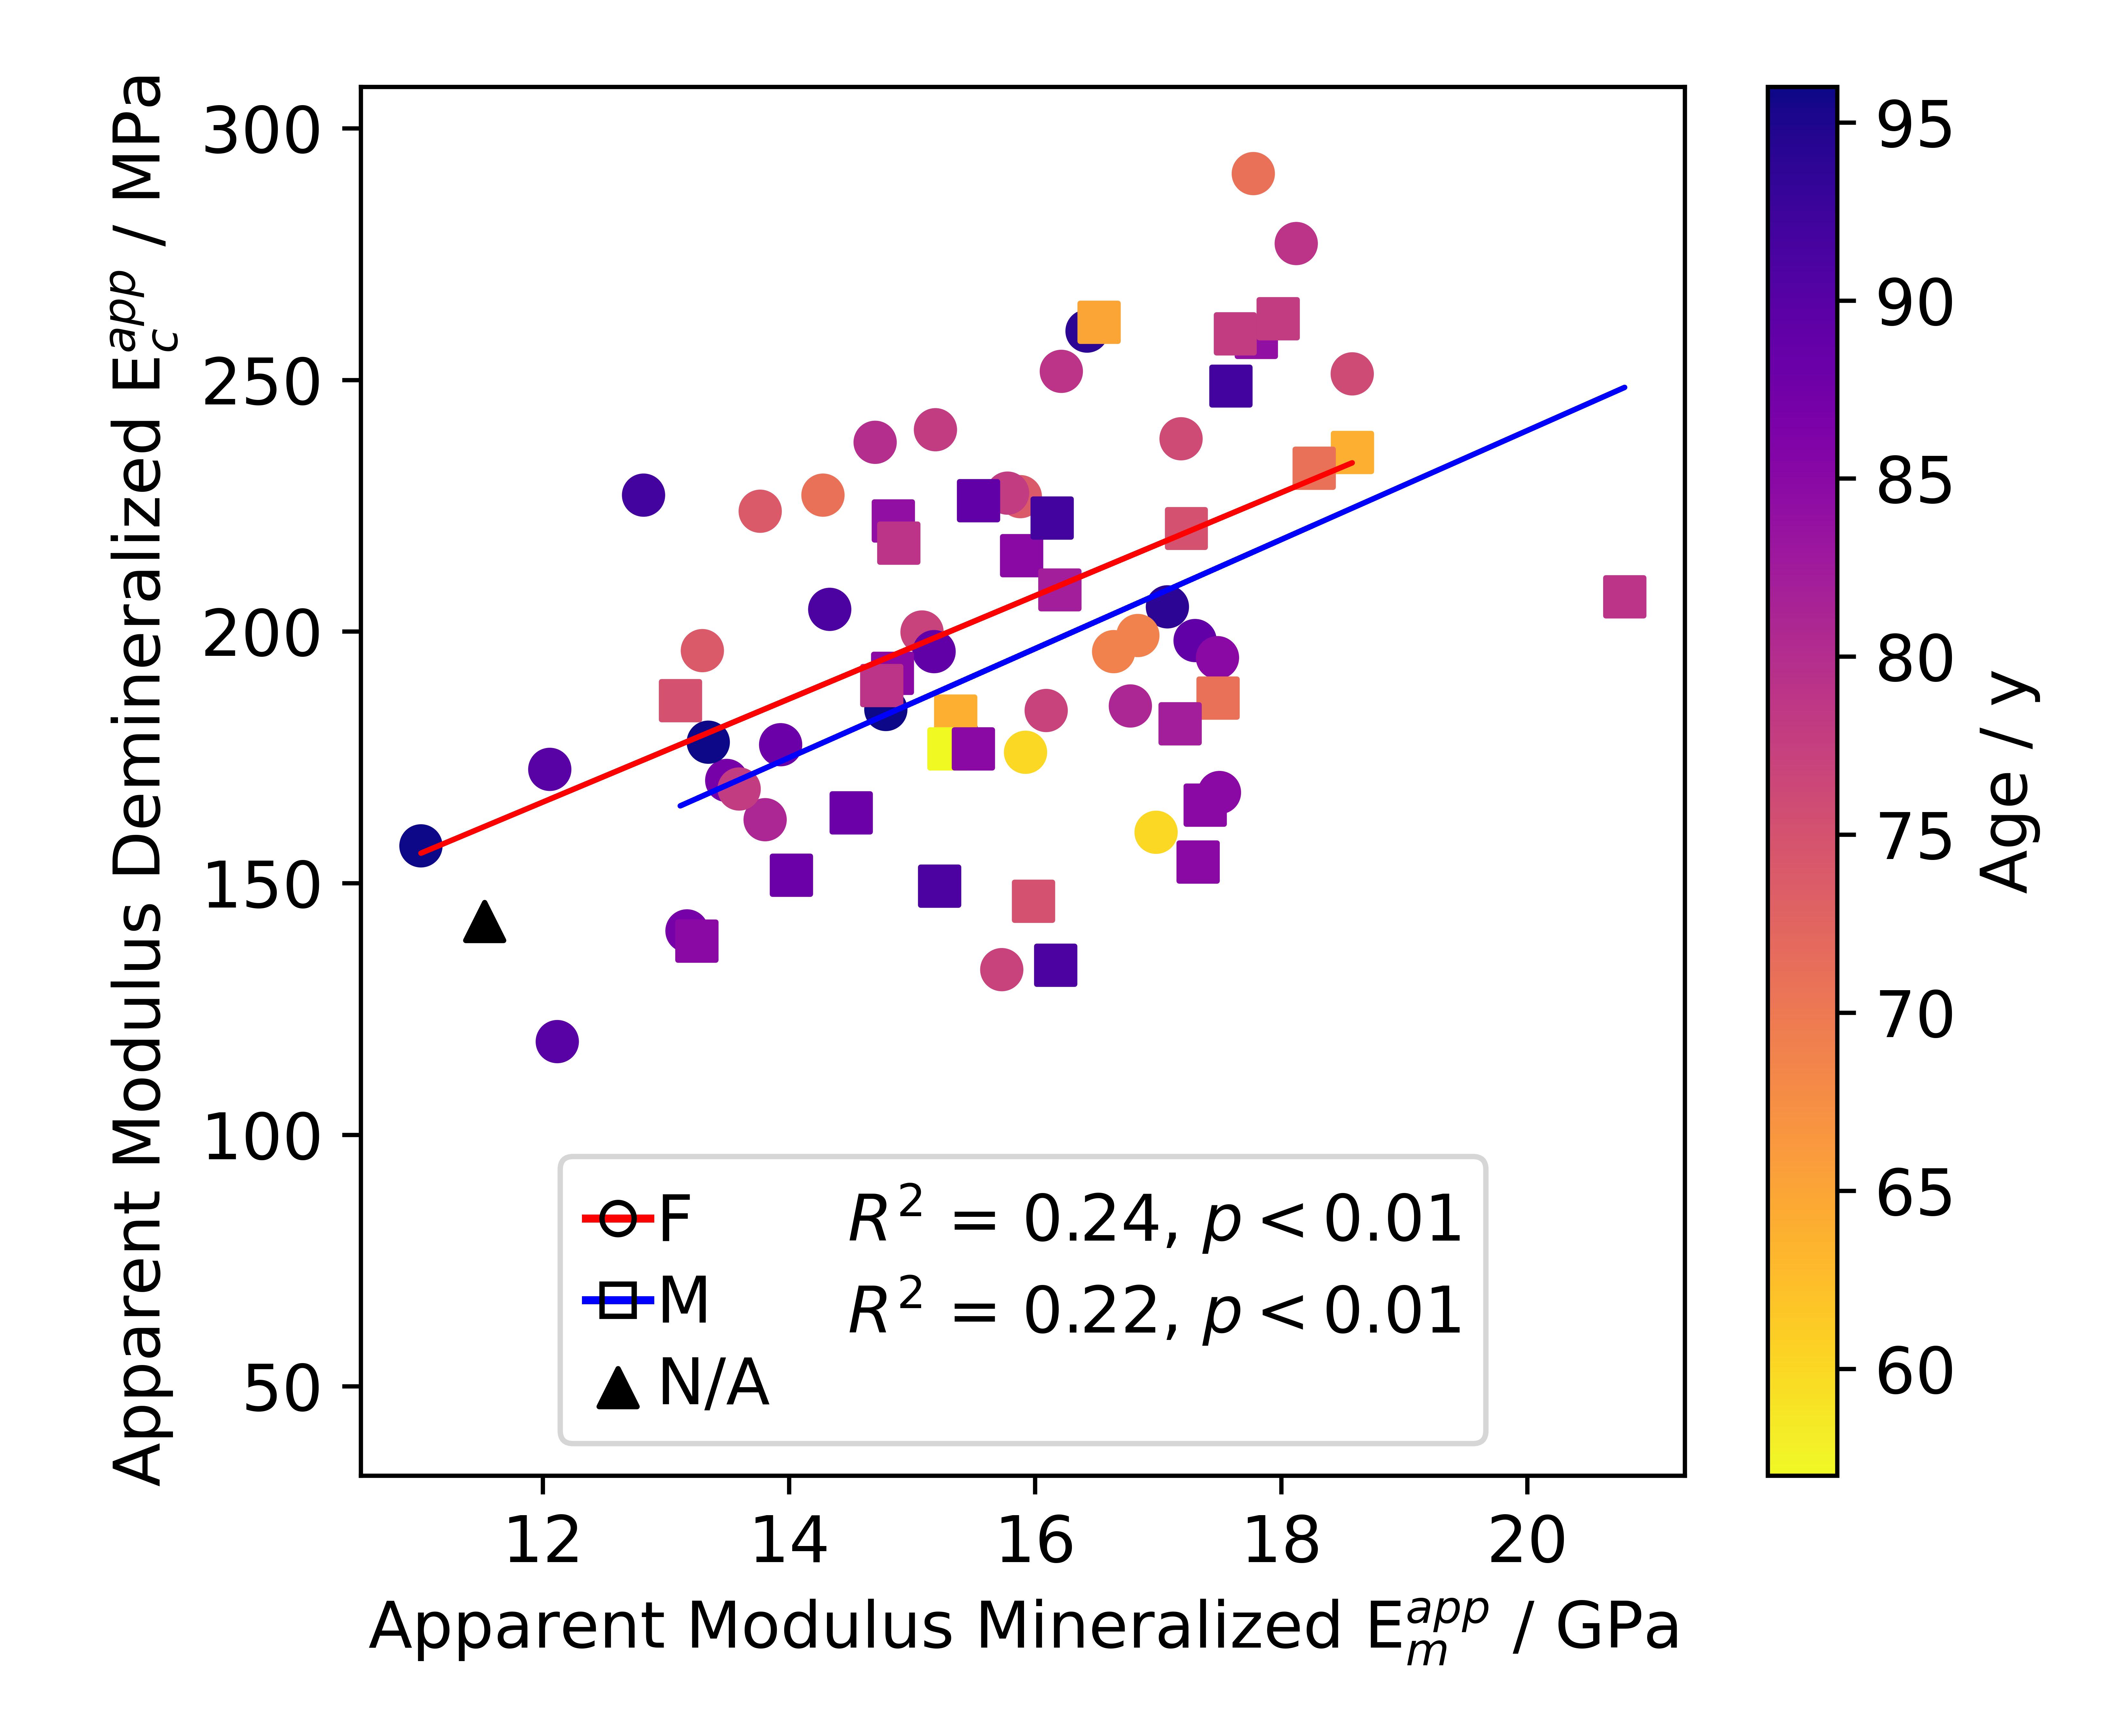 Apparent Modulus Demineralized E_c^app / MPa
300
250
200
150
100
50
F R² = 0.24, p < 0.01
M R² = 0.22, p < 0.01
N/A
12 14 16 18 20
Apparent Modulus Mineralized E_m^app / GPa
95
90
85
80
75
70
65
60
Age / y